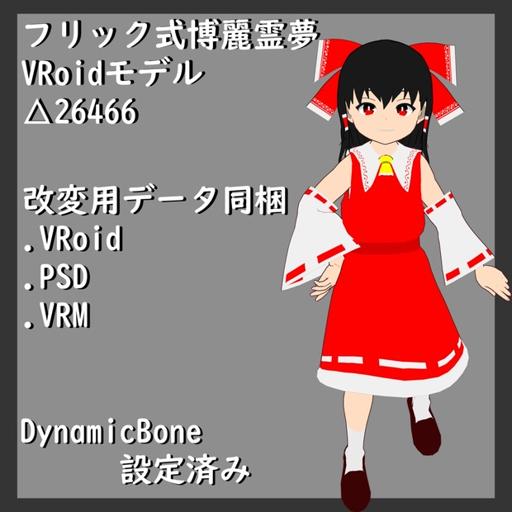 フリック式博麗霊夢
VRoidモデル
△26466
改変用データ同梱
.VRoid
.PSD
.VRM
DynamicBone
設定済み